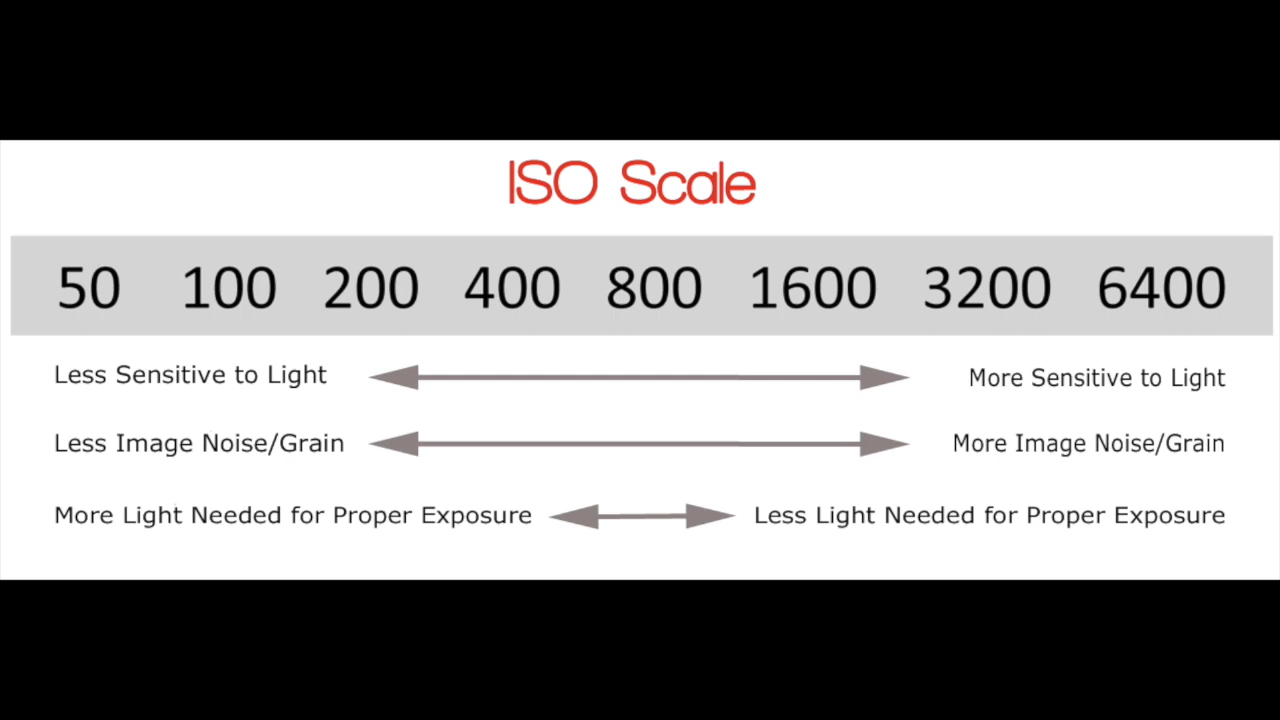 ISO Scale
50 100 200 400 800 1600 3200 6400
Less Sensitive to Light More Sensitive to Light
Less Image Noise/Grain More Image Noise/Grain
More Light Needed for Proper Exposure Less Light Needed for Proper Exposure